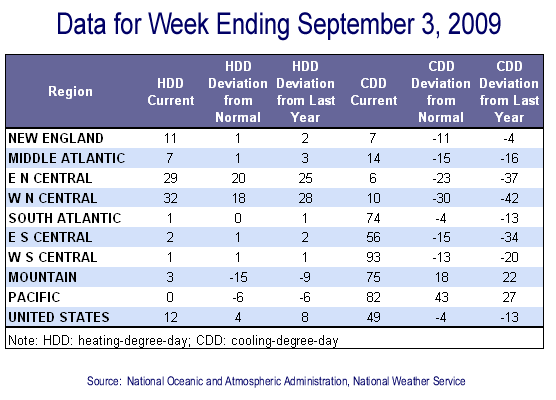 Data for Week Ending September 3, 2009
Region HDD Current HDD Deviation from Normal HDD Deviation from Last Year CDD Current CDD Deviation from Normal CDD Deviation from Last Year
NEW ENGLAND 11 1 2 7 -11 -4
MIDDLE ATLANTIC 7 1 3 14 -15 -16
E N CENTRAL 29 20 25 6 -23 -37
W N CENTRAL 32 18 28 10 -30 -42
SOUTH ATLANTIC 1 0 1 74 -4 -13
E S CENTRAL 2 1 2 56 -15 -34
W S CENTRAL 1 1 1 93 -13 -20
MOUNTAIN 3 -15 -9 75 18 22
PACIFIC 0 -6 -6 82 43 27
UNITED STATES 12 4 8 49 -4 -13
Note: HDD: heating-degree-day; CDD: cooling-degree-day
Source: National Oceanic and Atmospheric Administration, National Weather Service